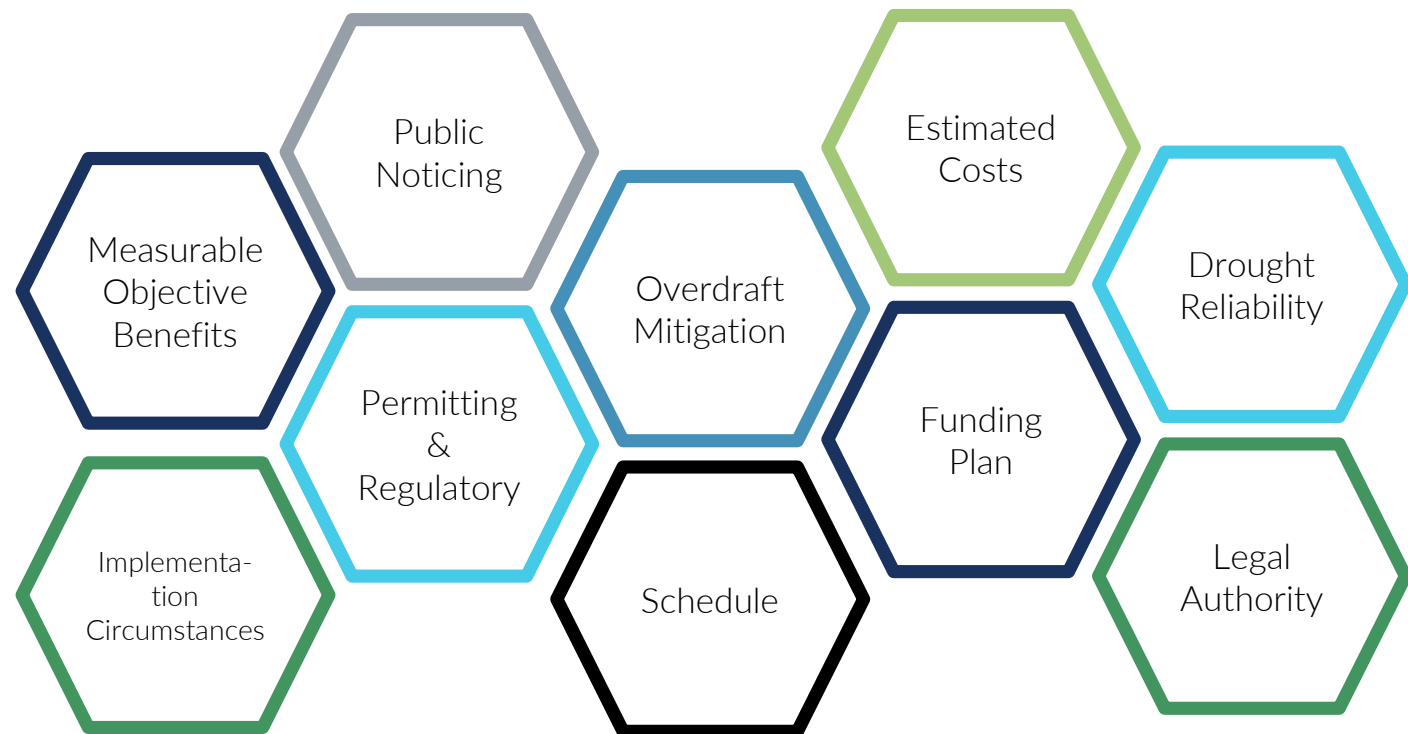 Measurable
Objective
Benefits
Implementa-
tion
Circumstances
Public
Noticing
Permitting
&
Regulatory
Overdraft
Mitigation
Schedule
Estimated
Costs
Funding
Plan
Drought
Reliability
Legal
Authority